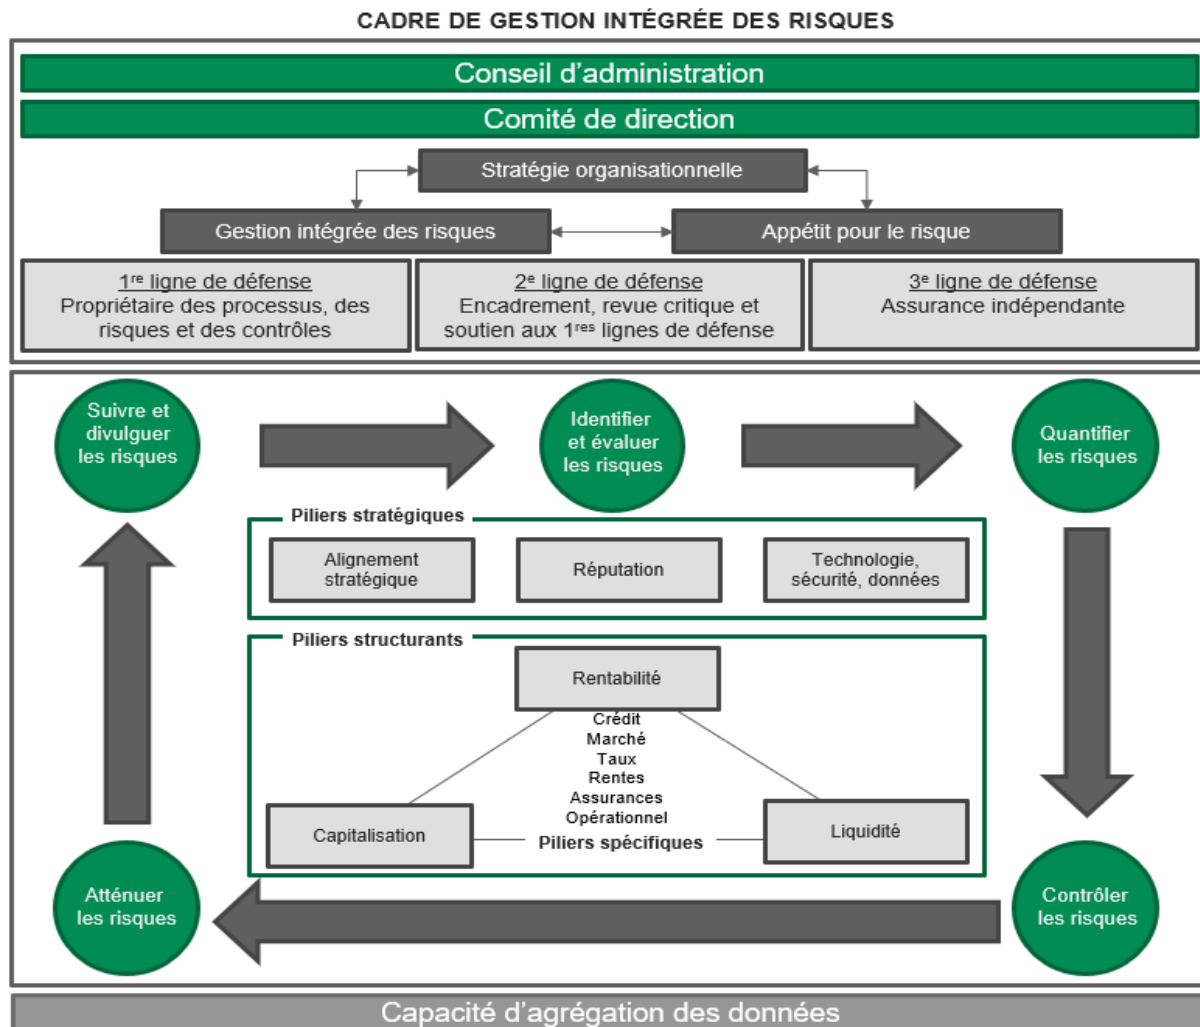 CADRE DE GESTION INTÉGRÉE DES RISQUES
Conseil d'administration
Comité de direction
Stratégie organisationnelle
Gestion intégrée des risques
Appétit pour le risque
1re ligne de défense
Propriétaire des processus, des
risques et des contrôles
2e ligne de défense
Encadrement, revue critique et
soutien aux 1res lignes de défense
3e ligne de défense
Assurance indépendante
Suivre et
divulguer
les risques
Identifier
et évaluer
les risques
Quantifier
les risques
Piliers stratégiques
Alignement
stratégique
Réputation
Technologie,
sécurité, données
Piliers structurants
Rentabilité
Crédit
Marché
Taux
Rentes
Assurances
Opérationnel
Capitalisation
Piliers spécifiques
Liquidité
Atténuer
les risques
Contrôler
les risques
Capacité d'agrégation des données